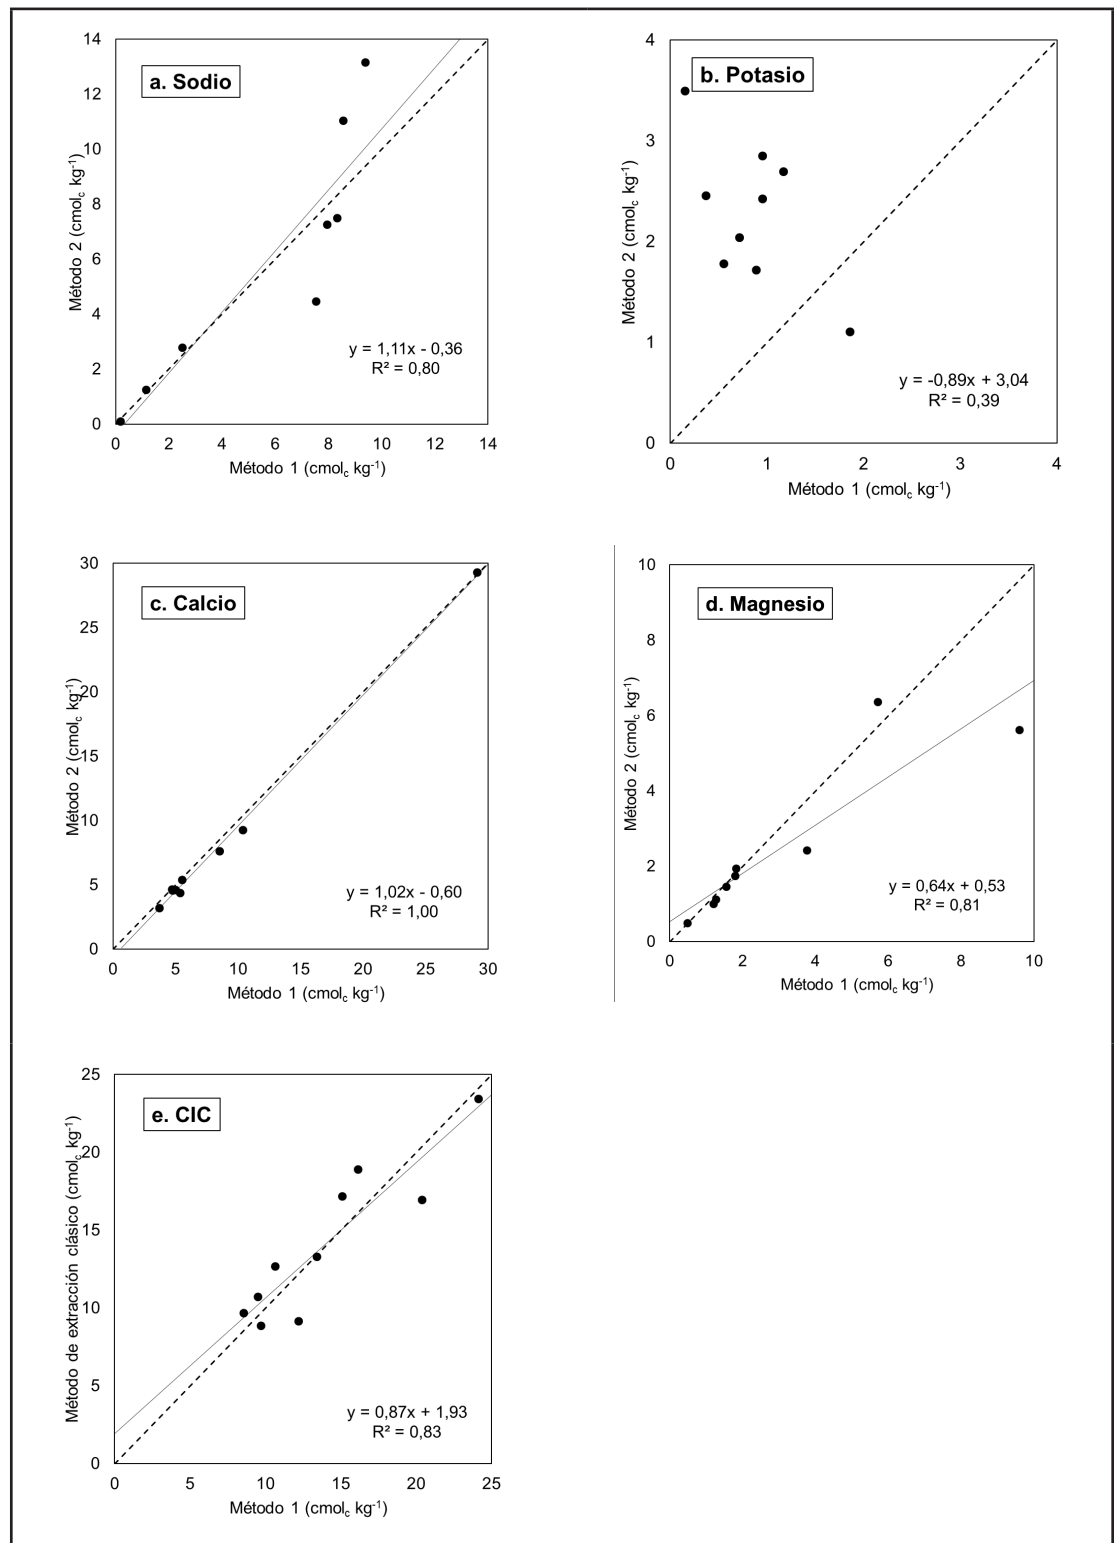 a. Sodio
14
12
10
8
6
4
2
0
Método 2 (cmolc kg-1)
y = 1,11x - 0,36
R² = 0,80
0 2 4 6 8 10 12 14
Método 1 (cmolc kg-1)
b. Potasio
4
3
2
1
0
Método 2 (cmolc kg-1)
y = -0,89x + 3,04
R² = 0,39
0 1 2 3 4
Método 1 (cmolc kg-1)
c. Calcio
30
25
20
15
10
5
0
Método 2 (cmolc kg-1)
y = 1,02x - 0,60
R² = 1,00
0 5 10 15 20 25 30
Método 1 (cmolc kg-1)
d. Magnesio
10
8
6
4
2
0
Método 2 (cmolc kg-1)
y = 0,64x + 0,53
R² = 0,81
0 2 4 6 8 10
Método 1 (cmolc kg-1)
e. CIC
25
20
15
10
5
0
Método de extracción clásico (cmolc kg-1)
y = 0,87x + 1,93
R² = 0,83
0 5 10 15 20 25
Método 1 (cmolc kg-1)